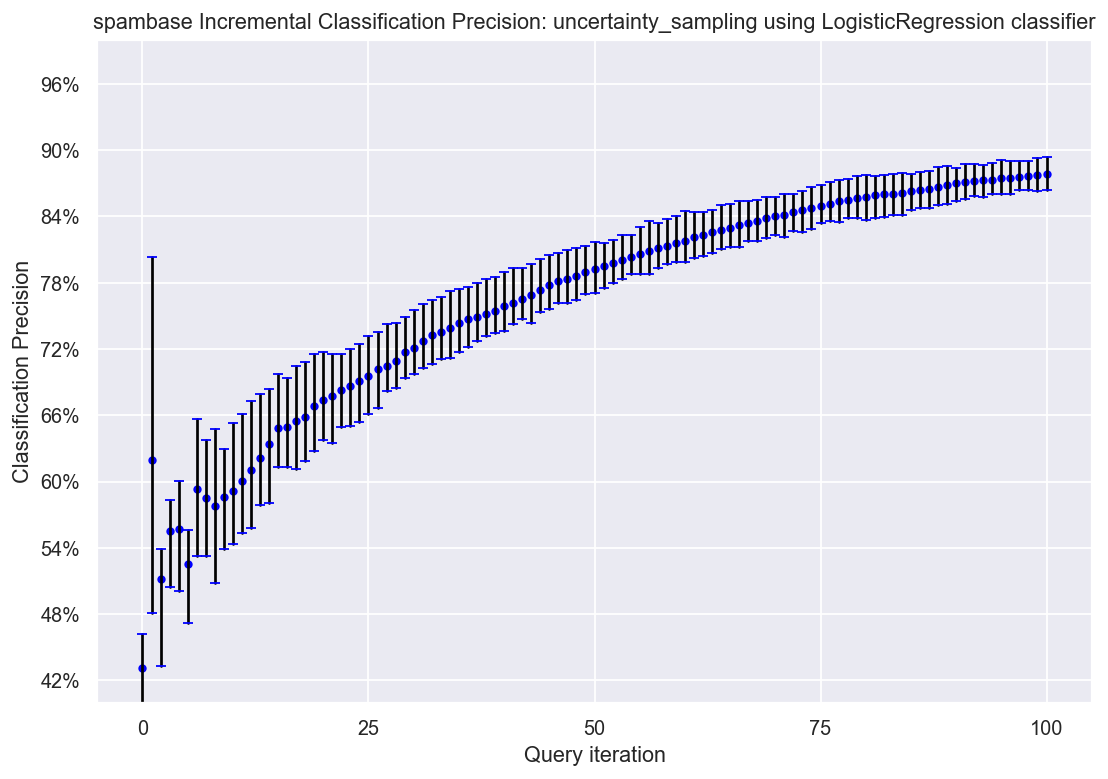 spambase Incremental Classification Precision: uncertainty_sampling using LogisticRegression classifier
96%
90%
84%
78%
72%
66%
60%
54%
48%
42%
Classification Precision
0 25 50 75 100
Query iteration